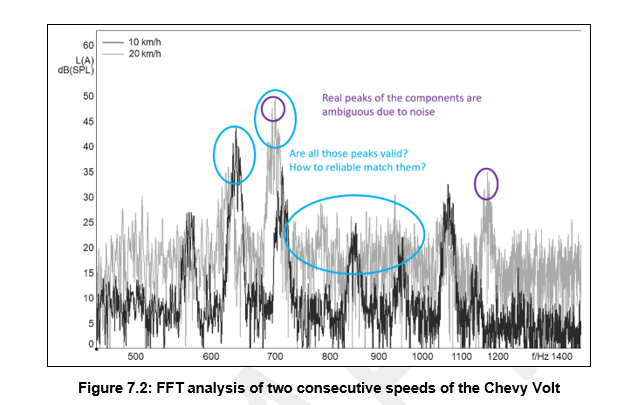 60
L(A)
dB(SPL)
10 km/h
20 km/h
50
45
40
35
30
25
20
15
10
5
0
Real peaks of the components are
ambiguous due to noise
Are all those peaks valid?
How to reliable match them?
500 600 700 800 900 1000 1100 1200 f/Hz 1400
Figure 7.2: FFT analysis of two consecutive speeds of the Chevy Volt